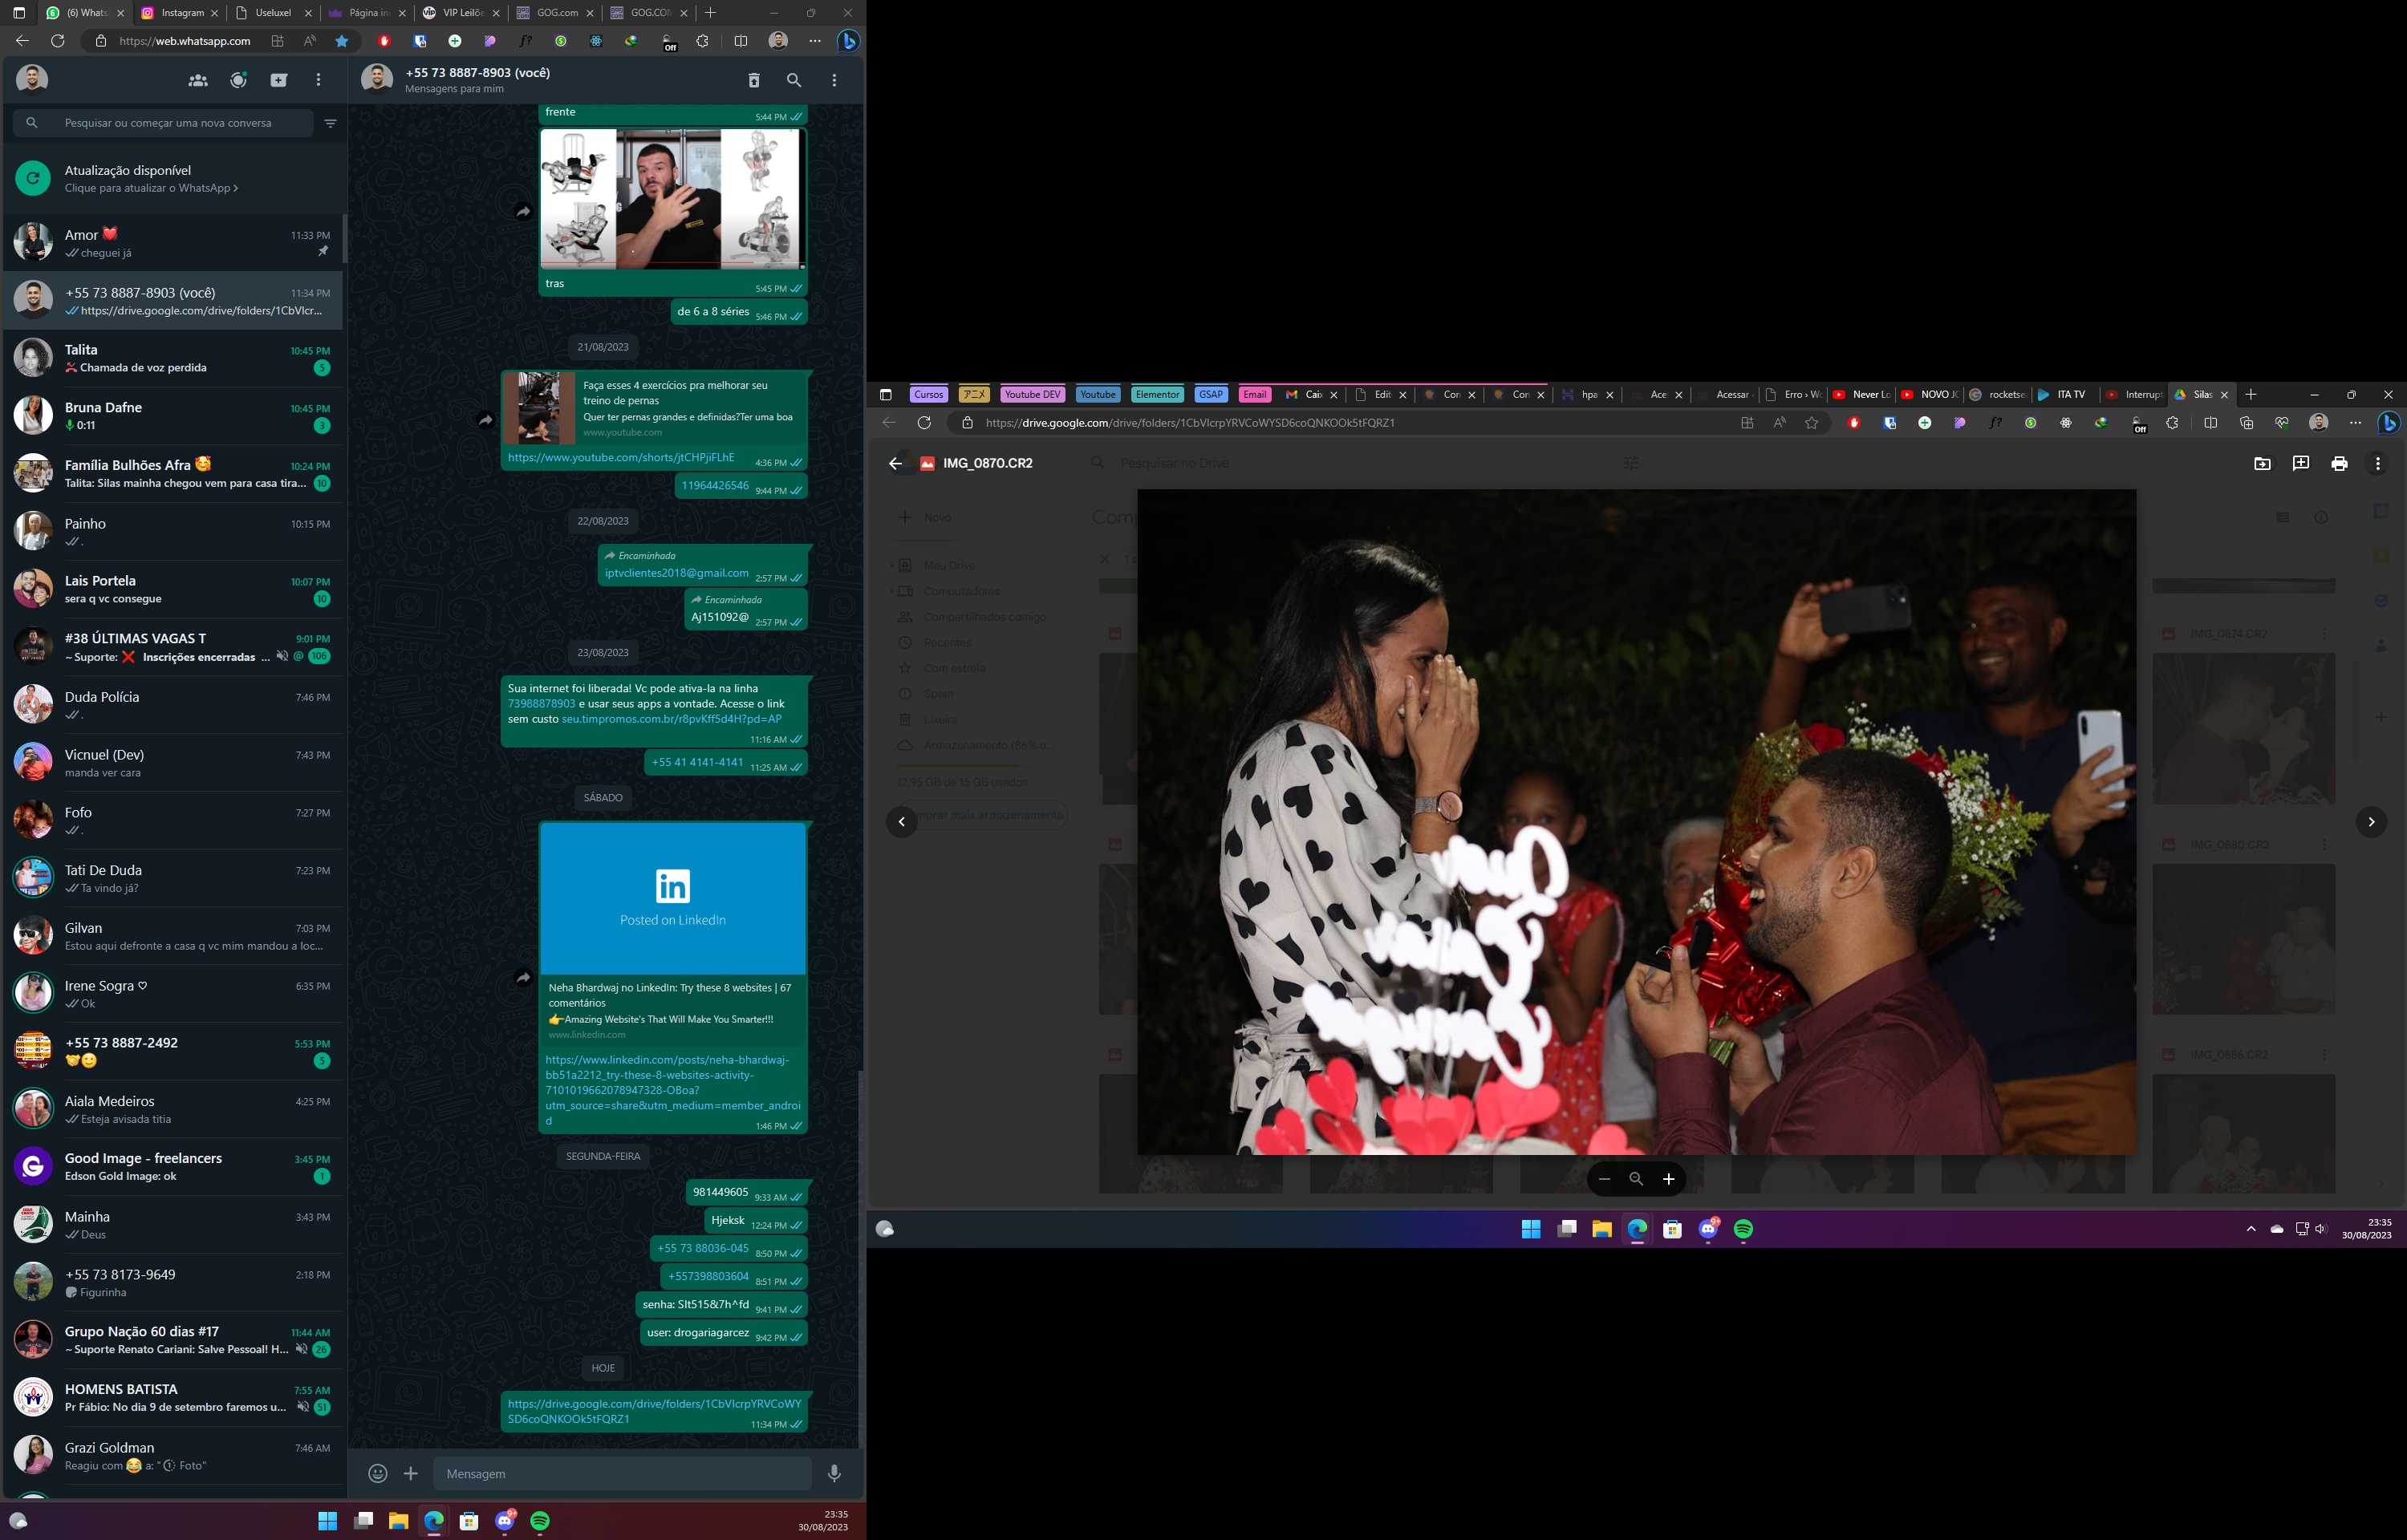 (6) Whats
Instagram
Useluxel
Página in
VIP Leilõe
GOG.com
GOG.COM
https://web.whatsapp.com
Off
+55 73 8887-8903 (você)
Mensagens para mim
Pesquisar ou começar uma nova conversa
Atualização disponível
Clique para atualizar o WhatsApp
Amor
11:33 PM
cheguei já
+55 73 8887-8903 (você)
11:34 PM
https://drive.google.com/drive/folders/1CbVIcr...
Talita
10:45 PM
Chamada de voz perdida
5
Bruna Dafne
10:45 PM
0:11
3
Família Bulhões Afra 🥰
10:24 PM
Talita: Silas mainha chegou vem para casa tira...
10
Painho
10:15 PM
.
Lais Portela
10:07 PM
sera q vc consegue
10
#38 ÚLTIMAS VAGAS T
9:01 PM
~ Suporte: ❌ Inscrições encerradas ...
@ 106
Duda Polícia
7:46 PM
.
Vicnuel (Dev)
7:43 PM
manda ver cara
Fofo
7:27 PM
.
Tati De Duda
7:23 PM
Ta vindo já?
Gilvan
7:03 PM
Estou aqui defronte a casa q vc mim mandou a loc...
Irene Sogra ♡
6:35 PM
Ok
+55 73 8887-2492
5:53 PM
5
Aiala Medeiros
4:25 PM
Esteja avisada titia
Good Image - freelancers
3:45 PM
Edson Gold Image: ok
1
Mainha
3:43 PM
Deus
+55 73 8173-9649
2:18 PM
Figurinha
Grupo Nação 60 dias #17
11:44 AM
~ Suporte Renato Cariani: Salve Pessoal! H...
26
HOMENS BATISTA
7:55 AM
Pr Fábio: No dia 9 de setembro faremos u...
51
Grazi Goldman
7:46 AM
Reagiu com 😂 a: " Foto"
frente
5:44 PM
tras
5:45 PM
de 6 a 8 séries 5:46 PM
21/08/2023
Faça esses 4 exercícios pra melhorar seu
treino de pernas
Quer ter pernas grandes e definidas?Ter uma boa
www.youtube.com
https://www.youtube.com/shorts/jtCHPjiFLhE
4:36 PM
11964426546 9:44 PM
22/08/2023
Encaminhada
iptvclientes2018@gmail.com 2:57 PM
Encaminhada
Aj151092@ 2:57 PM
23/08/2023
Sua internet foi liberada! Vc pode ativa-la na linha
73988878903 e usar seus apps a vontade. Acesse o link
sem custo seu.timpromos.com.br/r8pvKff5d4H?pd=AP
11:16 AM
+55 41 4141-4141 11:25 AM
SÁBADO
in
Posted on LinkedIn
Neha Bhardwaj no LinkedIn: Try these 8 websites | 67
comentários
👉Amazing Website's That Will Make You Smarter!!!
www.linkedin.com
https://www.linkedin.com/posts/neha-bhardwaj-
bb51a2212_try-these-8-websites-activity-
7101019662078947328-OBoa?
utm_source=share&utm_medium=member_androi
d
1:46 PM
SEGUNDA-FEIRA
981449605 9:33 AM
Hjeksk 12:24 PM
+55 73 88036-045 8:50 PM
+557398803604 8:51 PM
senha: Slt515&7h^fd 9:41 PM
user: drogariagarcez 9:42 PM
HOJE
https://drive.google.com/drive/folders/1CbVIcrpYRVCoWY
SD6coQNKOOk5tFQRZ1
11:34 PM
Mensagem
23:35
30/08/2023
Cursos
アニメ
Youtube DEV
Youtube
Elementor
GSAP
Email
Caix
Edit
Con
Con
hpa
Ace
Acessar
Erro › Wo
Never Lo
NOVO JO
rocketse
ITA TV
Interrupt
Silas
https://drive.google.com/drive/folders/1CbVIcrpYRVCoWYSD6coQNKOOk5tFQRZ1
Off
IMG_0870.CR2
Pesquisar no Drive
Novo
Comp
Meu Drive
Computadores
Compartilhados comigo
Recentes
Com estrela
Spam
Lixeira
Armazenamento (86% u...
12,95 GB de 15 GB usados
mprar mais armazenamento
IMG_0874.CR2
IMG_0880.CR2
IMG_0886.CR2
23:35
30/08/2023